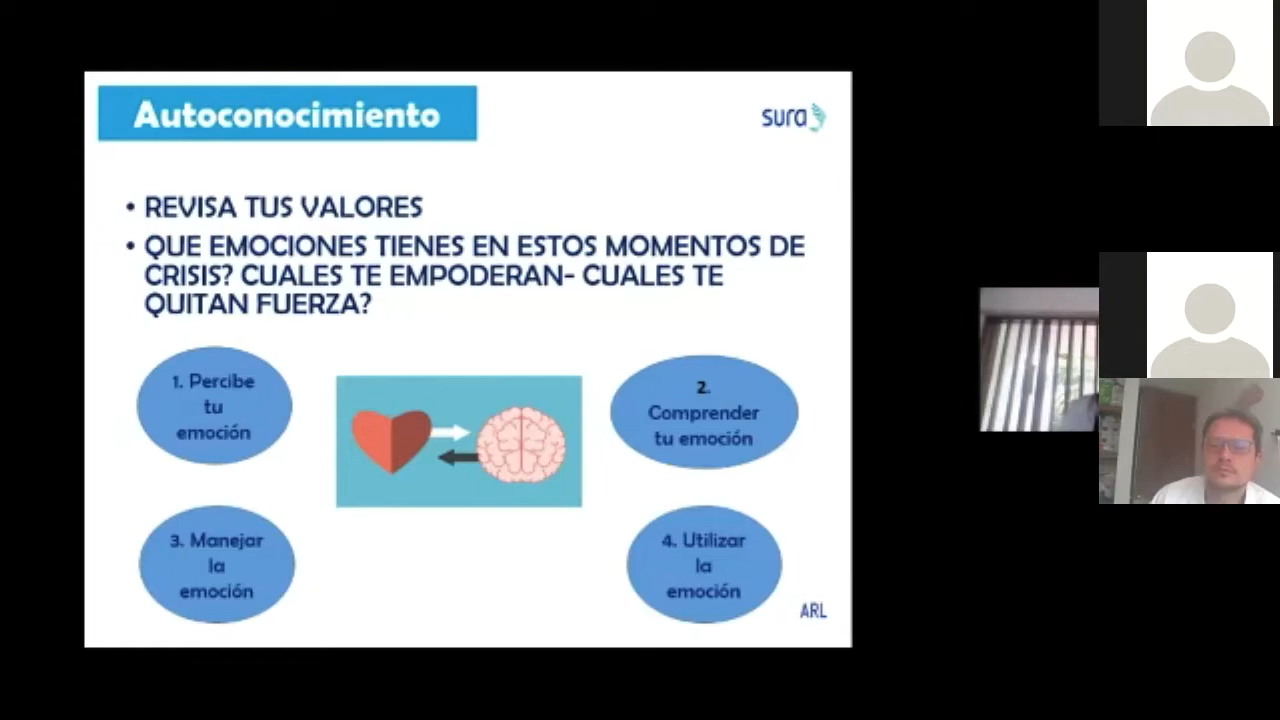 Autoconocimiento
sura
• REVISA TUS VALORES
• QUE EMOCIONES TIENES EN ESTOS MOMENTOS DE
CRISIS? CUALES TE EMPODERAN- CUALES TE
QUITAN FUERZA?
1. Percibe
tu
emoción
2.
Comprender
tu emoción
3. Manejar
la
emoción
4. Utilizar
la
emoción
ARL